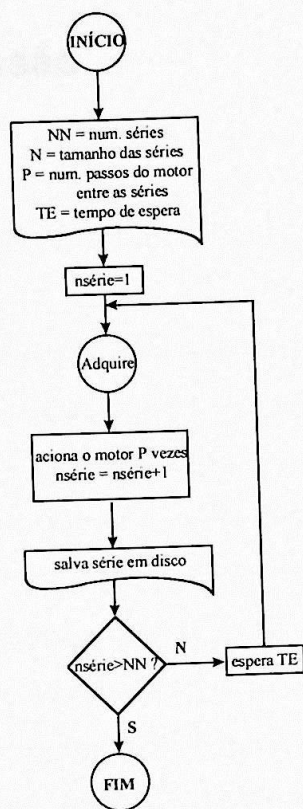 INÍCIO
NN = num. séries
N = tamanho das séries
P = num. passos do motor
entre as séries
TE = tempo de espera
nsérie=1
Adquire
aciona o motor P vezes
nsérie = nsérie+1
salva série em disco
nsérie>NN ?
N
espera TE
S
FIM